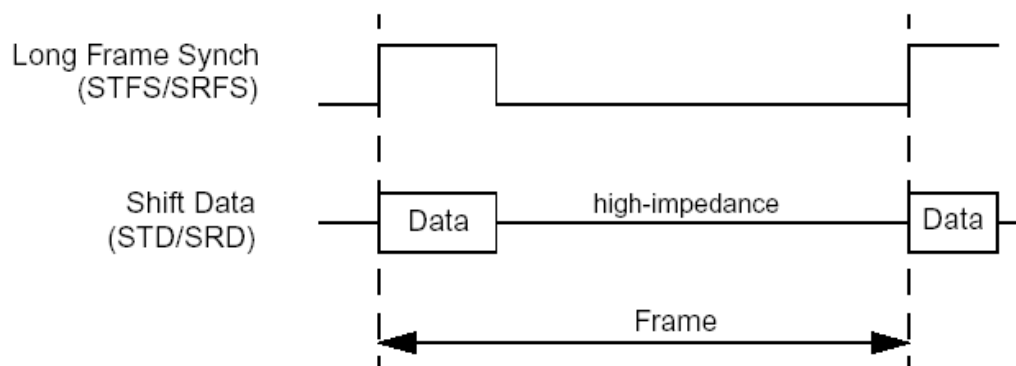 Long Frame Synch
(STFS/SRFS)
Shift Data
(STD/SRD)
Data
high-impedance
Data
Frame